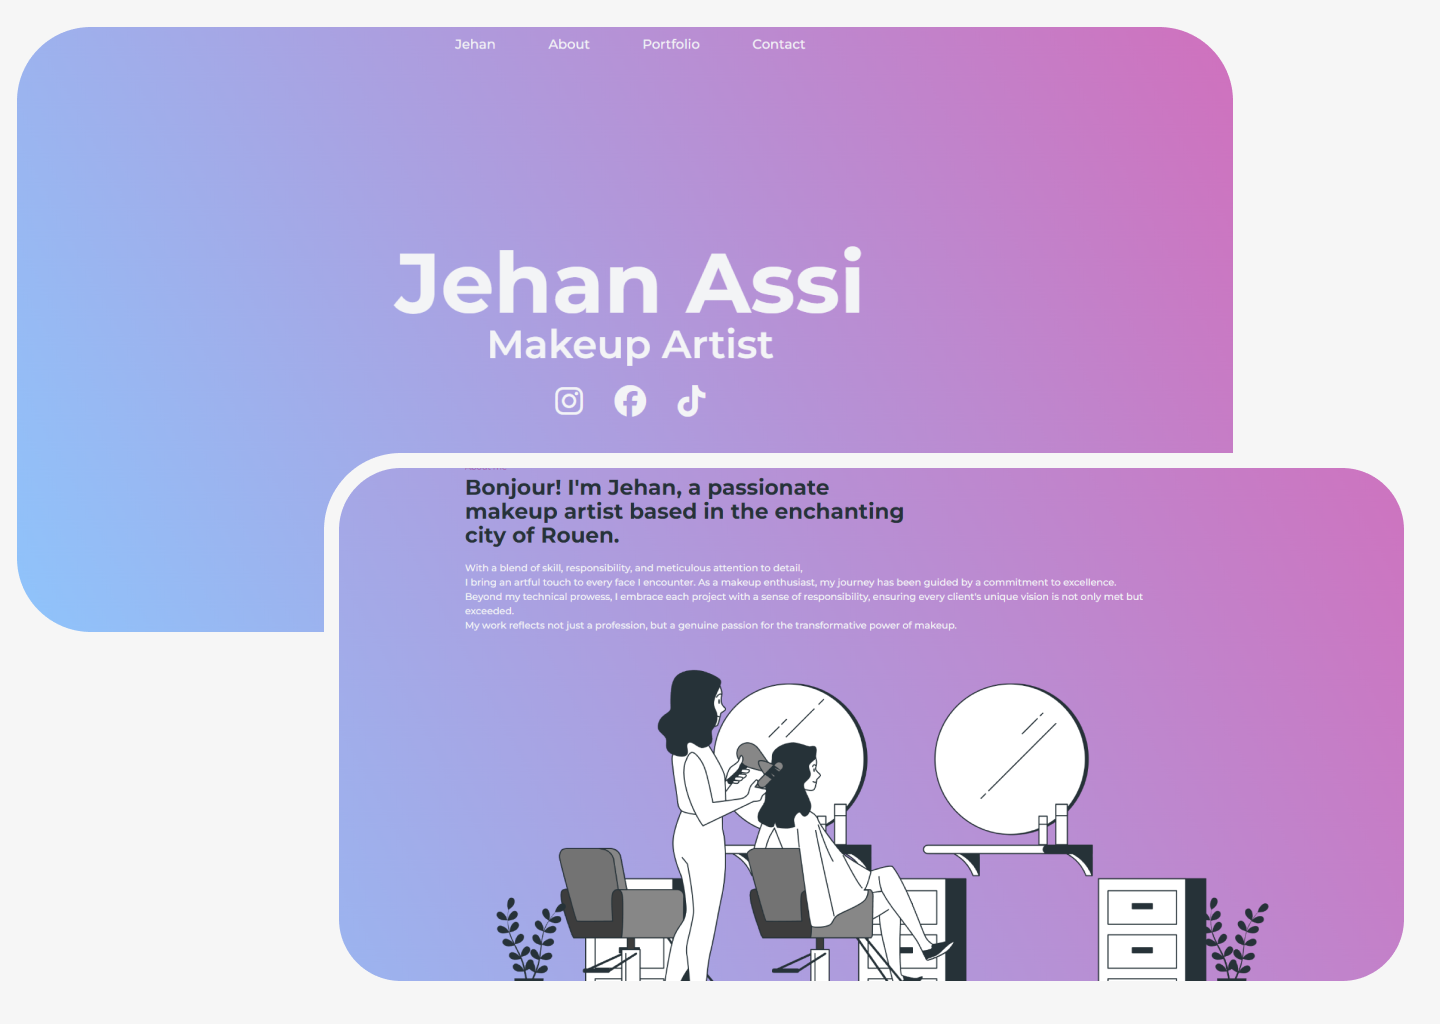 Jehan About Portfolio Contact
Jehan Assi
Makeup Artist
Bonjour! I'm Jehan, a passionate
makeup artist based in the enchanting
city of Rouen.
With a blend of skill, responsibility, and meticulous attention to detail,
I bring an artful touch to every face I encounter. As a makeup enthusiast, my journey has been guided by a commitment to excellence.
Beyond my technical prowess, I embrace each project with a sense of responsibility, ensuring every client's unique vision is not only met but
exceeded.
My work reflects not just a profession, but a genuine passion for the transformative power of makeup.